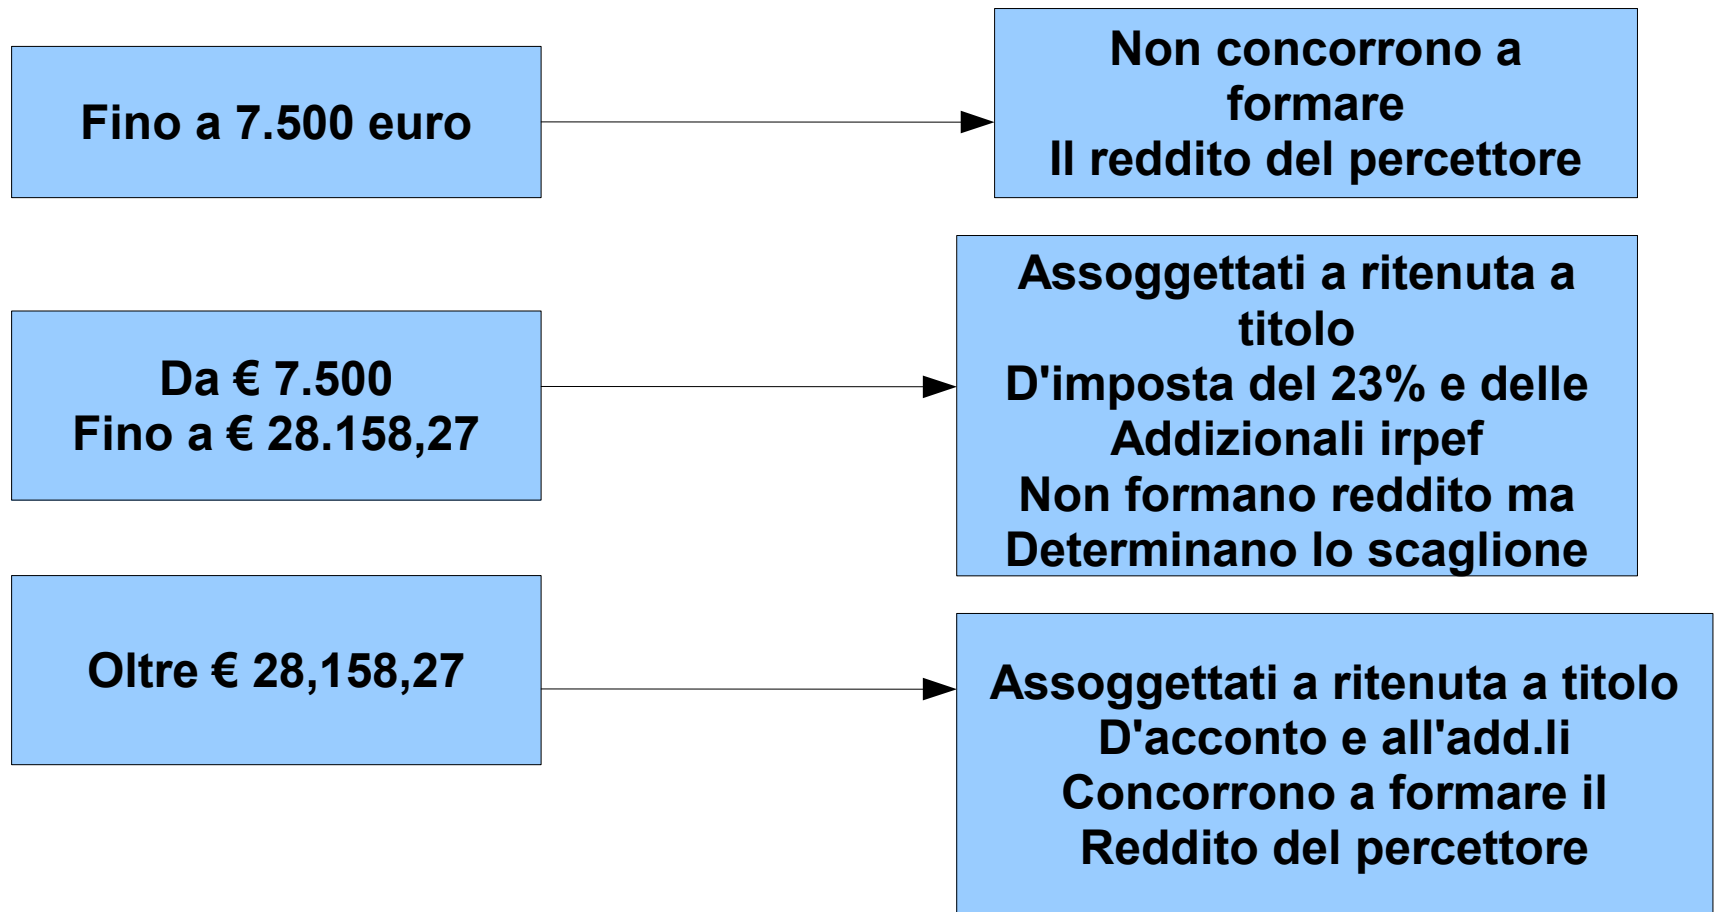 Fino a 7.500 euro
Non concorrono a
formare
Il reddito del percettore
Da € 7.500
Fino a € 28.158,27
Assoggettati a ritenuta a
titolo
D'imposta del 23% e delle
Addizionali irpef
Non formano reddito ma
Determinano lo scaglione
Oltre € 28,158,27
Assoggettati a ritenuta a titolo
D'acconto e all'add.li
Concorrono a formare il
Reddito del percettore